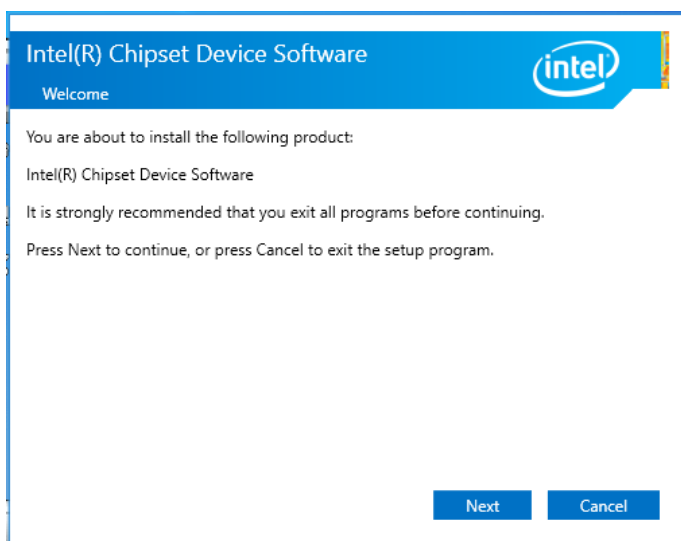 Intel(R) Chipset Device Software
intel
Welcome
You are about to install the following product:
Intel(R) Chipset Device Software
It is strongly recommended that you exit all programs before continuing.
Press Next to continue, or press Cancel to exit the setup program.
Next
Cancel